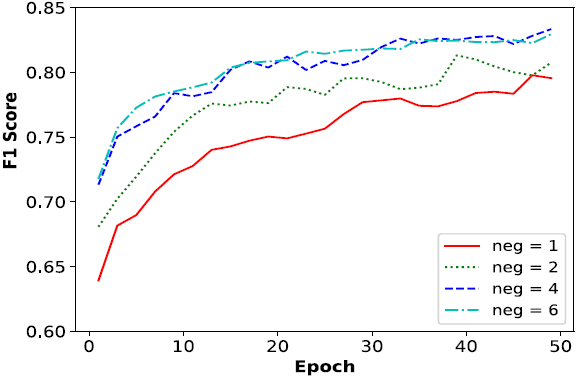 0.85
0.80
0.75
0.70
0.65
0.60
F1 Score
0
10
20
30
40
50
Epoch
neg = 1
neg = 2
neg = 4
neg = 6